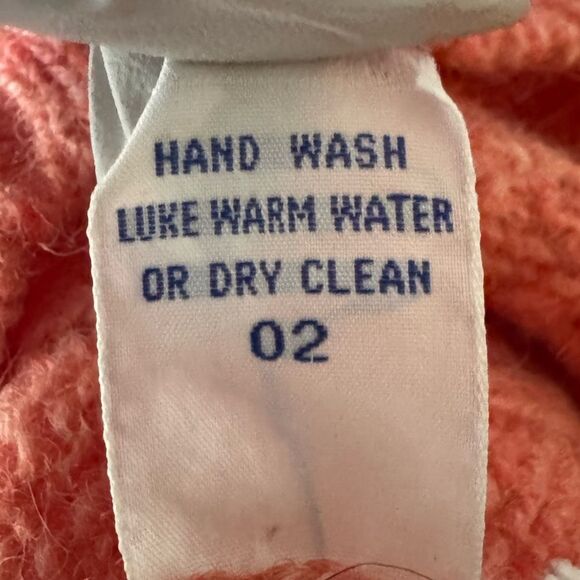 HAND WASH
LUKE WARM WATER
OR DRY CLEAN
02